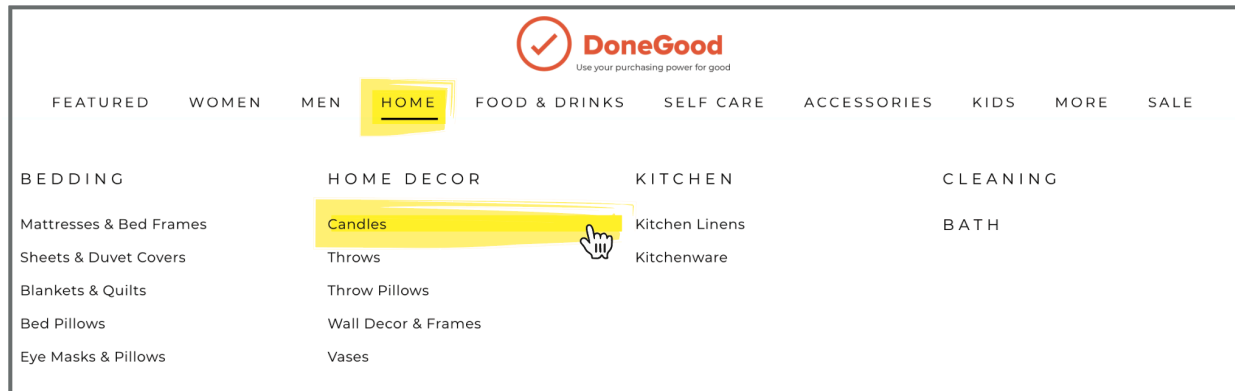 DoneGood
Use your purchasing power for good
FEATURED WOMEN MEN HOME FOOD & DRINKS SELF CARE ACCESSORIES KIDS MORE SALE
BEDDING
Mattresses & Bed Frames
Sheets & Duvet Covers
Blankets & Quilts
Bed Pillows
Eye Masks & Pillows
HOME DECOR
Candles
Throws
Throw Pillows
Wall Decor & Frames
Vases
KITCHEN
Kitchen Linens
Kitchenware
CLEANING
BATH